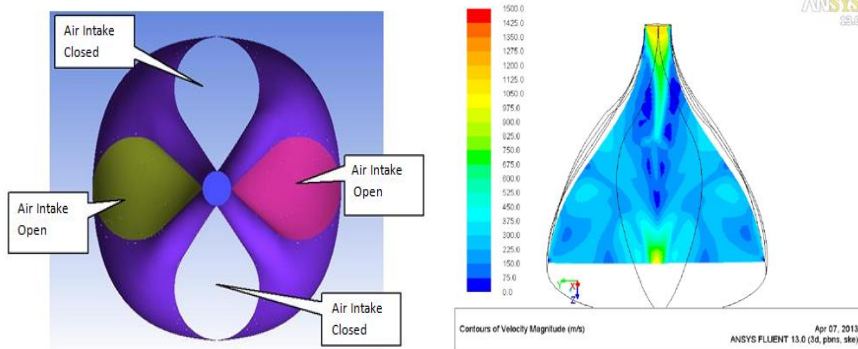 Air Intake
Closed
Air Intake
Open
Air Intake
Open
Air Intake
Closed
1500.0
1425.0
1350.0
1275.0
1200.0
1125.0
1050.0
975.0
900.0
825.0
750.0
675.0
600.0
525.0
450.0
375.0
300.0
225.0
150.0
75.0
0.0
ANSYS
13.0
Y
X
Z
Contours of Velocity Magnitude (m/s)
Apr 07, 2013
ANSYS FLUENT 13.0 (3d, pbns, ske)